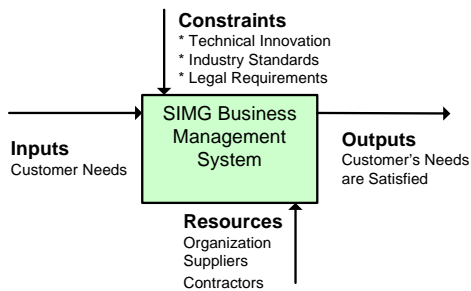 Constraints
* Technical Innovation
* Industry Standards
* Legal Requirements
SIMG Business
Management
System
Inputs
Customer Needs
Outputs
Customer's Needs
are Satisfied
Resources
Organization
Suppliers
Contractors